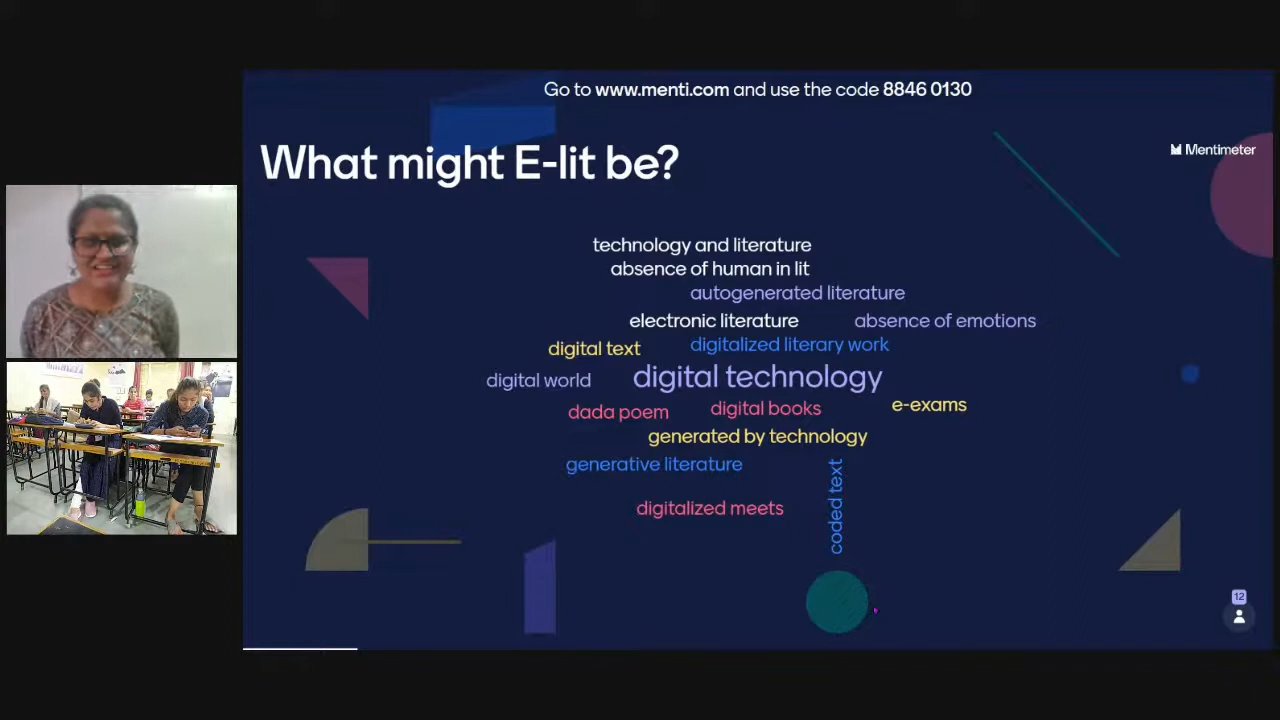 Go to www.menti.com and use the code 8846 0130
Mentimeter
What might E-lit be?
technology and literature
absence of human in lit
autogenerated literature
electronic literature
absence of emotions
digital text
digitalized literary work
digital world
digital technology
dada poem
digital books
e-exams
generated by technology
generative literature
coded text
digitalized meets
12